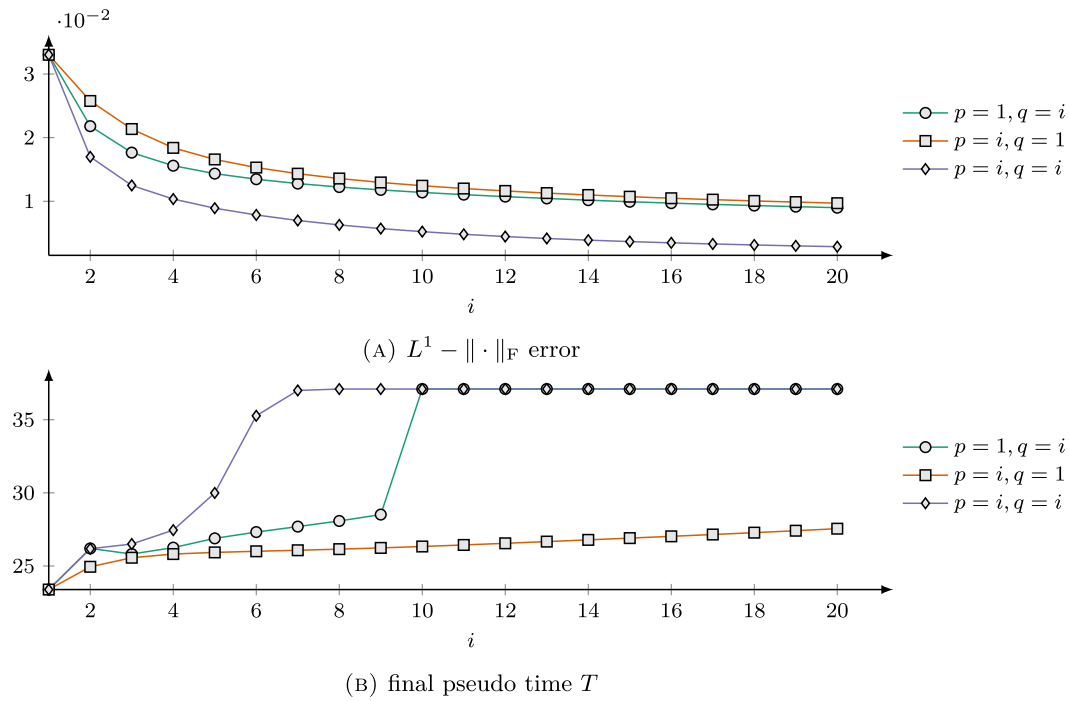 ·10⁻²
3
2
1
2 4 6 8 10 12 14 16 18 20
i
p = 1, q = i
p = i, q = 1
p = i, q = i
(A) L¹ − ‖ · ‖_F error
35
30
25
2 4 6 8 10 12 14 16 18 20
i
p = 1, q = i
p = i, q = 1
p = i, q = i
(B) final pseudo time T